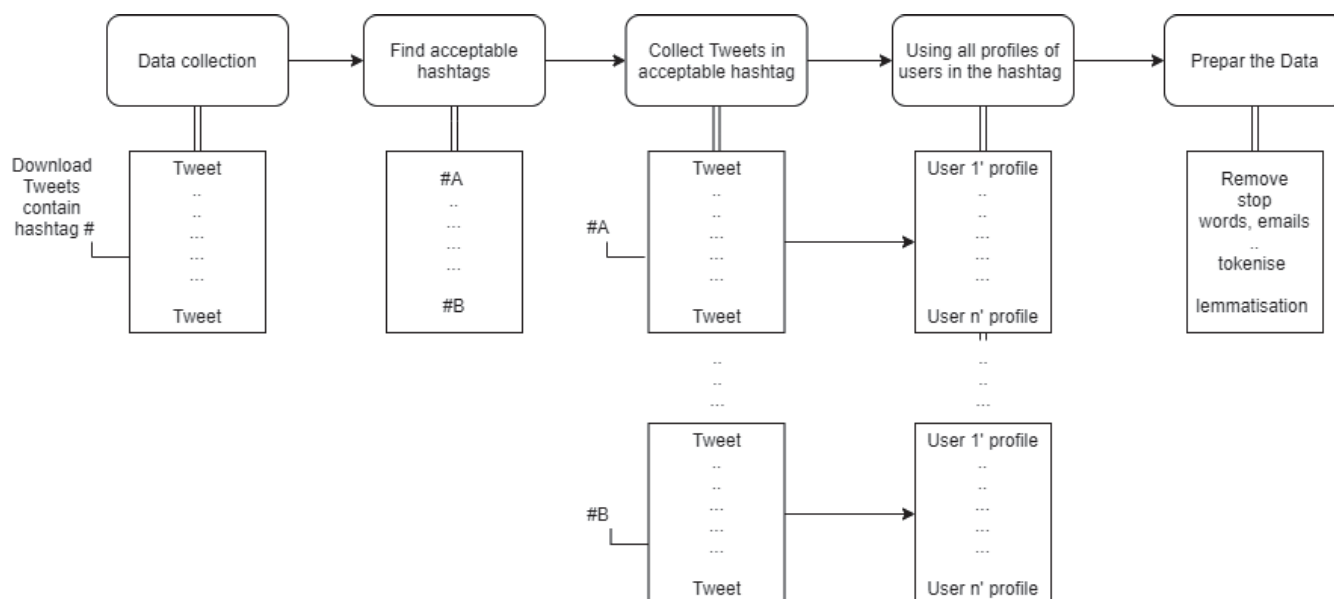 Data collection
Find acceptable
hashtags
Collect Tweets in
acceptable hashtag
Using all profiles of
users in the hashtag
Prepar the Data
Download
Tweets
contain
hashtag #
Tweet
..
..
...
...
...
Tweet
#A
..
...
...
...
#B
#A
Tweet
..
..
...
...
...
Tweet
User 1' profile
..
..
...
...
...
User n' profile
Remove
stop
words, emails
..
tokenise
lemmatisation
..
..
...
..
..
...
#B
Tweet
..
..
...
...
...
Tweet
User 1' profile
..
..
...
...
...
User n' profile